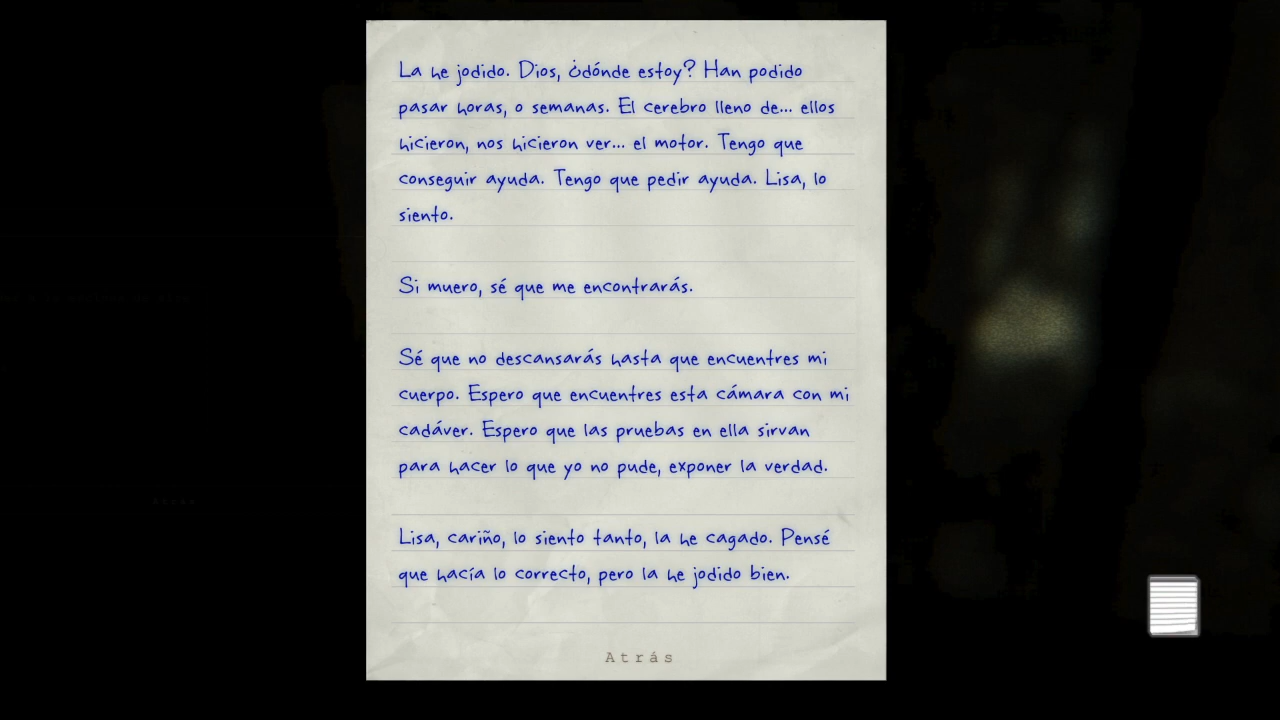 La he jodido. Dios, ¿dónde estoy? Han podido
pasar horas, o semanas. El cerebro lleno de... ellos
hicieron, nos hicieron ver... el motor. Tengo que
conseguir ayuda. Tengo que pedir ayuda. Lisa, lo
siento.
Si muero, sé que me encontrarás.
Sé que no descansarás hasta que encuentres mi
cuerpo. Espero que encuentres esta cámara con mi
cadáver. Espero que las pruebas en ella sirvan
para hacer lo que yo no pude, exponer la verdad.
Lisa, cariño, lo siento tanto, la he cagado. Pensé
que hacía lo correcto, pero la he jodido bien.
Atrás